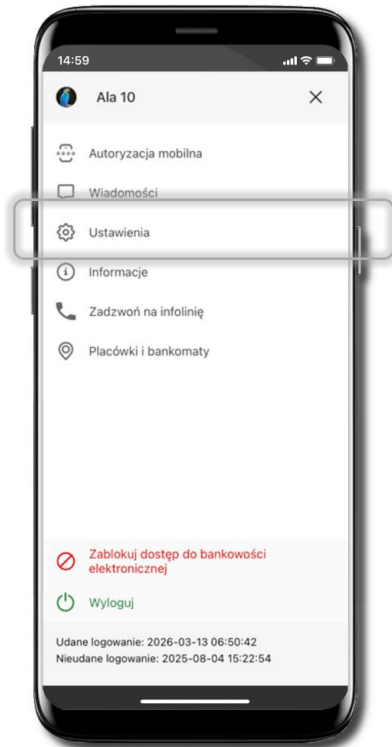 14:59
Ala 10
Autoryzacja mobilna
Wiadomości
Ustawienia
Informacje
Zadzwoń na infolinię
Placówki i bankomaty
Zablokuj dostęp do bankowości
elektronicznej
Wyloguj
Udane logowanie: 2026-03-13 06:50:42
Nieudane logowanie: 2025-08-04 15:22:54